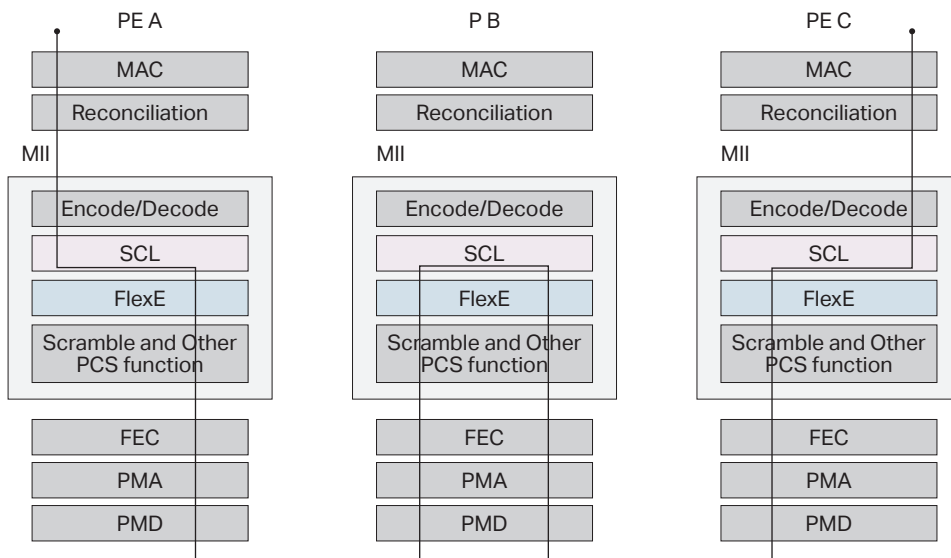 PE A
MAC
Reconciliation
MII
Encode/Decode
SCL
FlexE
Scramble and Other
PCS function
FEC
PMA
PMD
P B
MAC
Reconciliation
MII
Encode/Decode
SCL
FlexE
Scramble and Other
PCS function
FEC
PMA
PMD
PE C
MAC
Reconciliation
MII
Encode/Decode
SCL
FlexE
Scramble and Other
PCS function
FEC
PMA
PMD